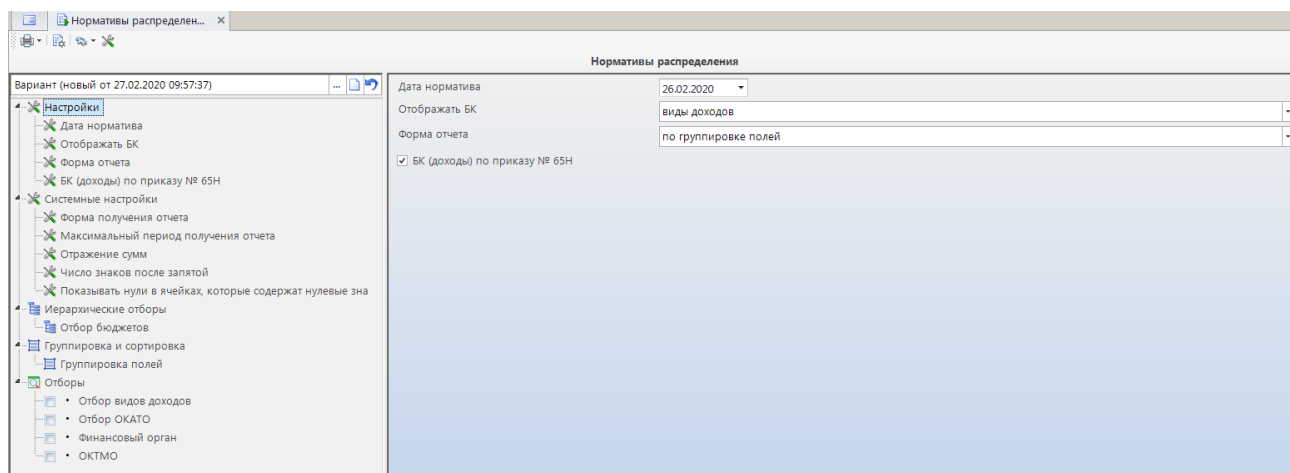 Нормативы распределен...
Нормативы распределения
Вариант (новый от 27.02.2020 09:57:37)
Настройки
Дата норматива
Отображать БК
Форма отчета
БК (доходы) по приказу № 65Н
Системные настройки
Форма получения отчета
Максимальный период получения отчета
Отражение сумм
Число знаков после запятой
Показывать нули в ячейках, которые содержат нулевые зна
Иерархические отборы
Отбор бюджетов
Группировка и сортировка
Группировка полей
Отборы
Отбор видов доходов
Отбор ОКАТО
Финансовый орган
ОКТМО
Дата норматива 26.02.2020
Отображать БК виды доходов
Форма отчета по группировке полей
БК (доходы) по приказу № 65Н